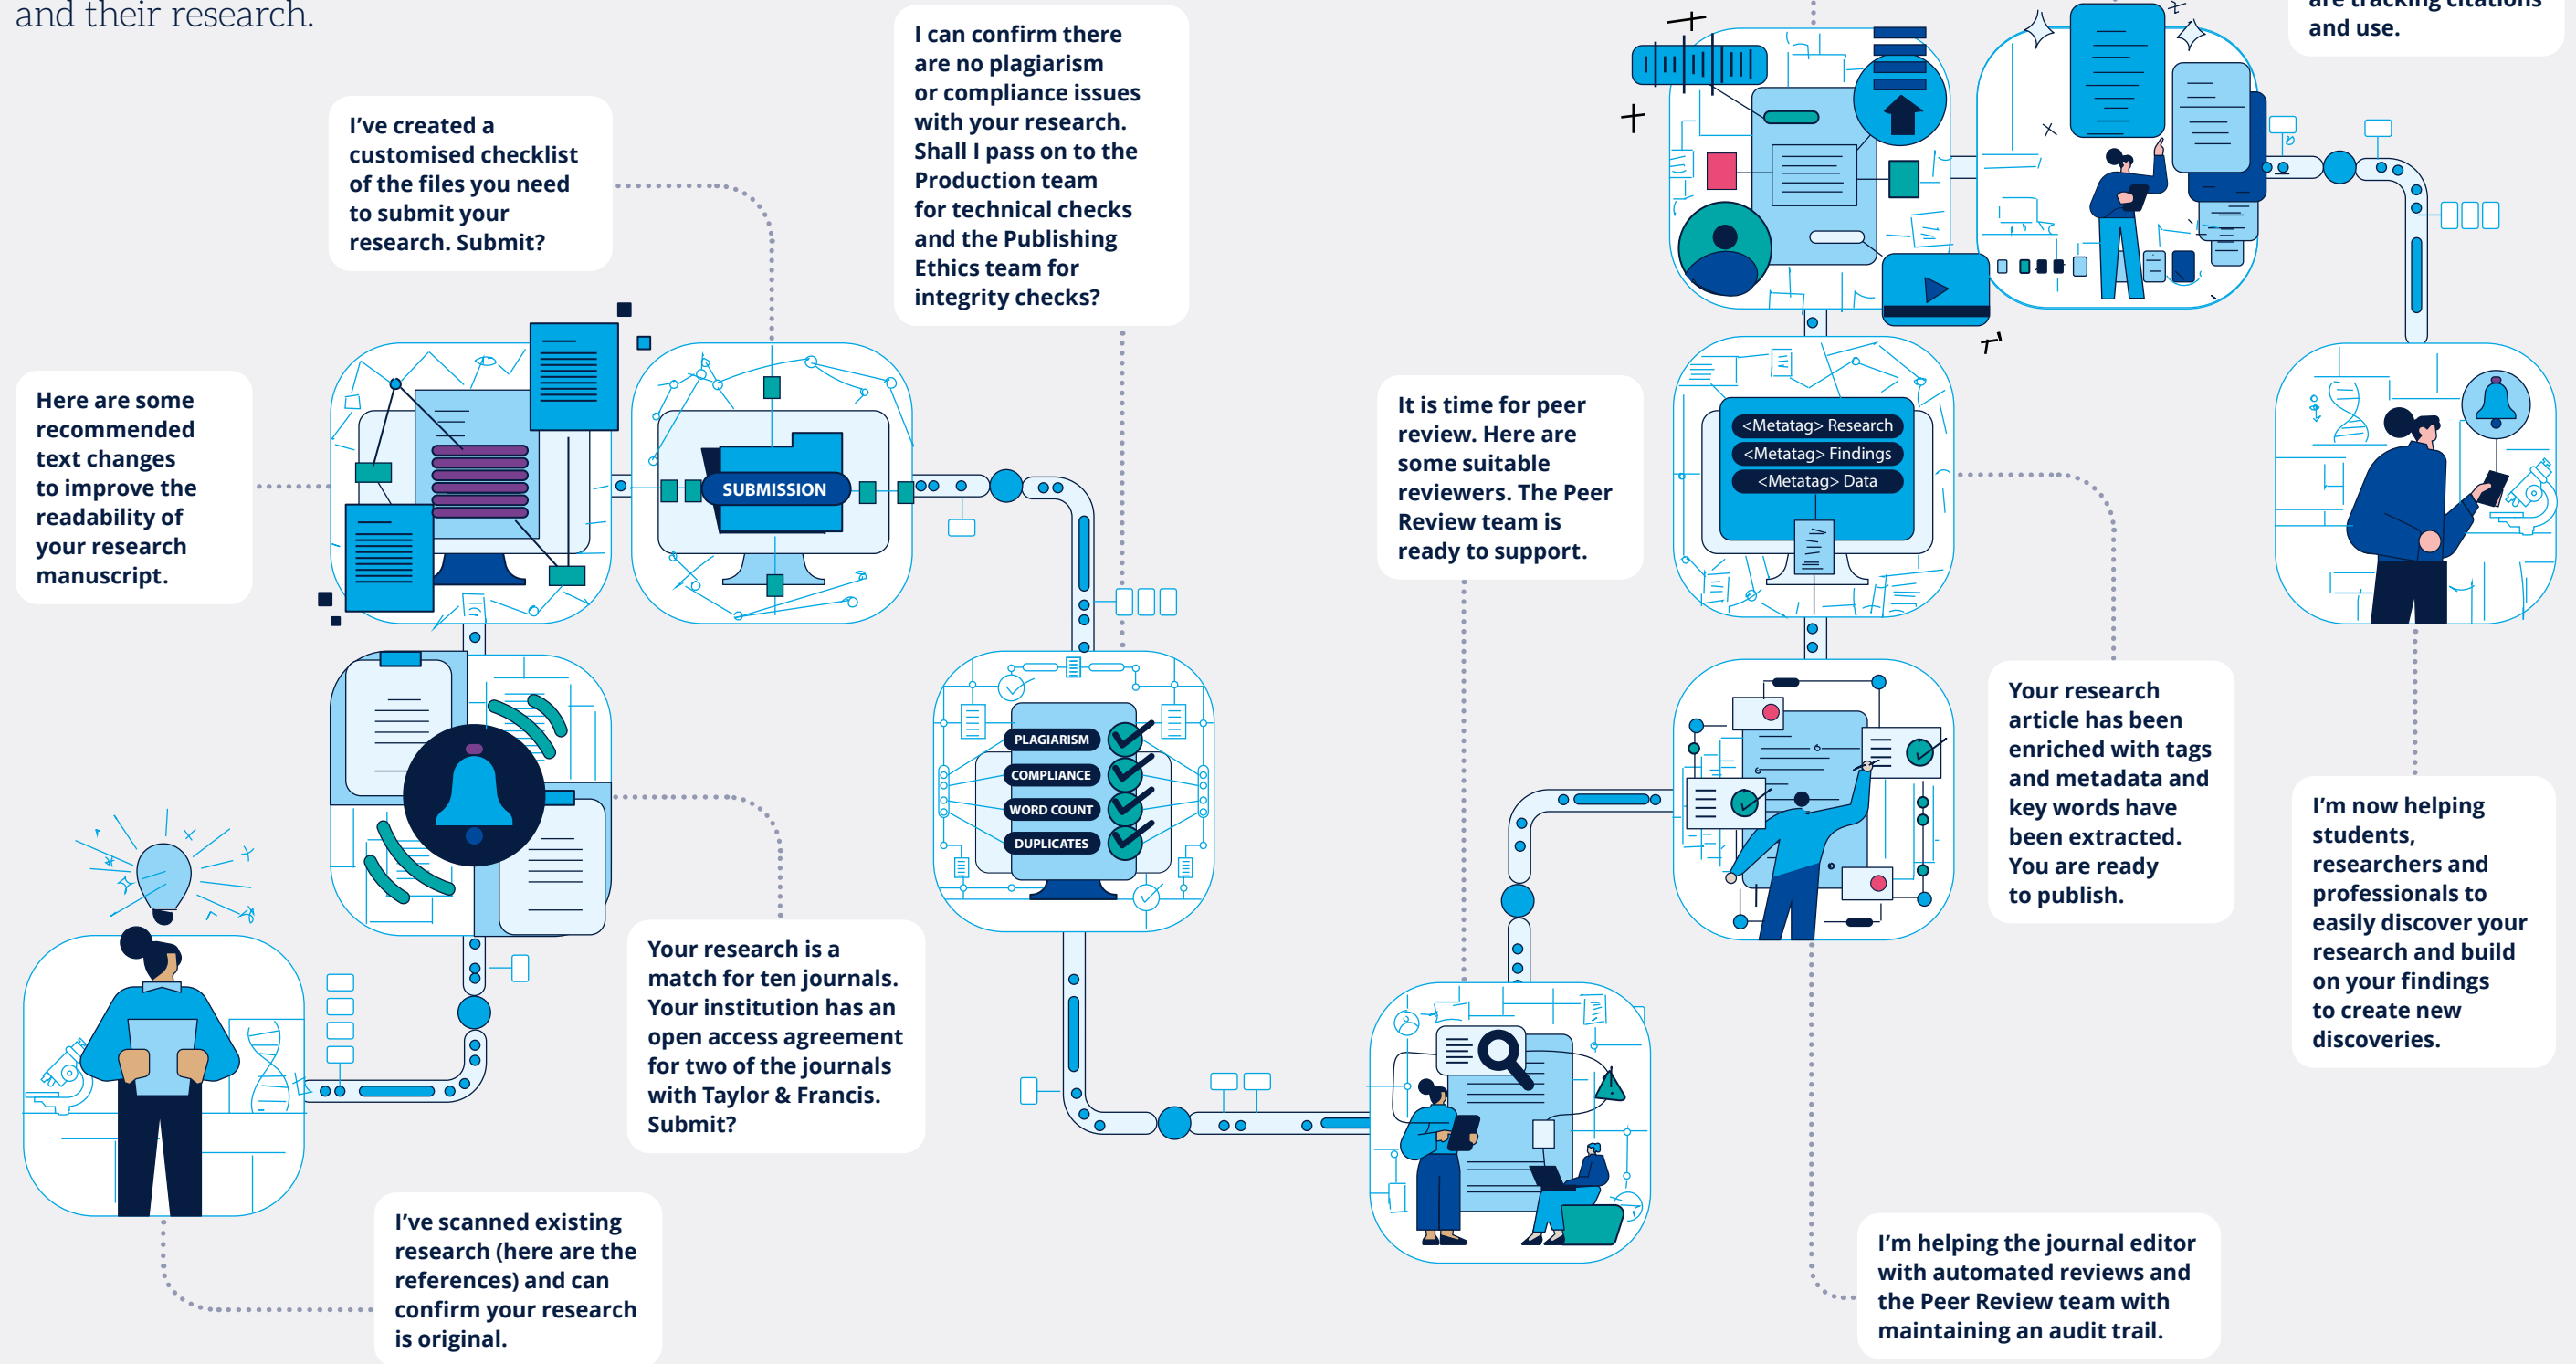 and their research.
I've scanned existing
research (here are the
references) and can
confirm your research
is original.
Your research is a
match for ten journals.
Your institution has an
open access agreement
for two of the journals
with Taylor & Francis.
Submit?
Here are some
recommended
text changes
to improve the
readability of
your research
manuscript.
I've created a
customised checklist
of the files you need
to submit your
research. Submit?
SUBMISSION
I can confirm there
are no plagiarism
or compliance issues
with your research.
Shall I pass on to the
Production team
for technical checks
and the Publishing
Ethics team for
integrity checks?
PLAGIARISM
COMPLIANCE
WORD COUNT
DUPLICATES
It is time for peer
review. Here are
some suitable
reviewers. The Peer
Review team is
ready to support.
I'm helping the journal editor
with automated reviews and
the Peer Review team with
maintaining an audit trail.
<Metatag> Research
<Metatag> Findings
<Metatag> Data
Your research
article has been
enriched with tags
and metadata and
key words have
been extracted.
You are ready
to publish.
are tracking citations
and use.
I'm now helping
students,
researchers and
professionals to
easily discover your
research and build
on your findings
to create new
discoveries.